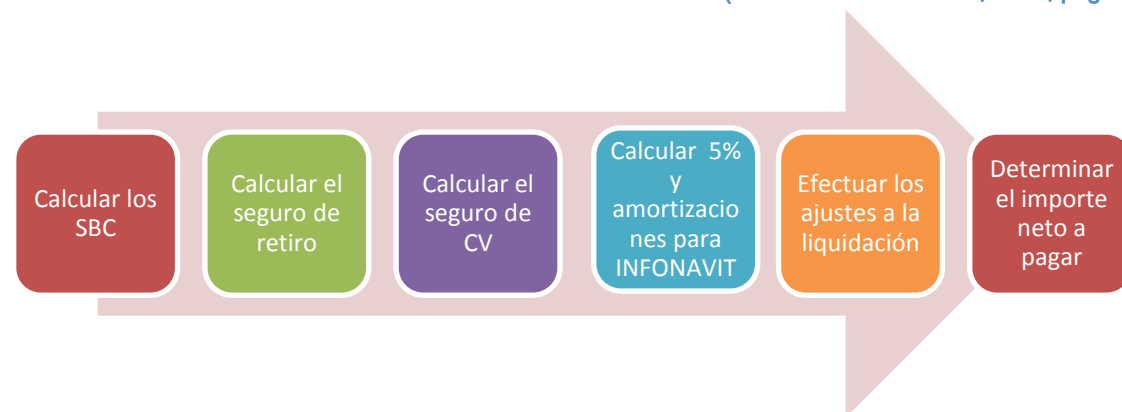 Calcular los
SBC
Calcular el
seguro de
retiro
Calcular el
seguro de
CV
Calcular 5%
y
amortizacio
nes para
INFONAVIT
Efectuar los
ajustes a la
liquidación
Determinar
el importe
neto a
pagar